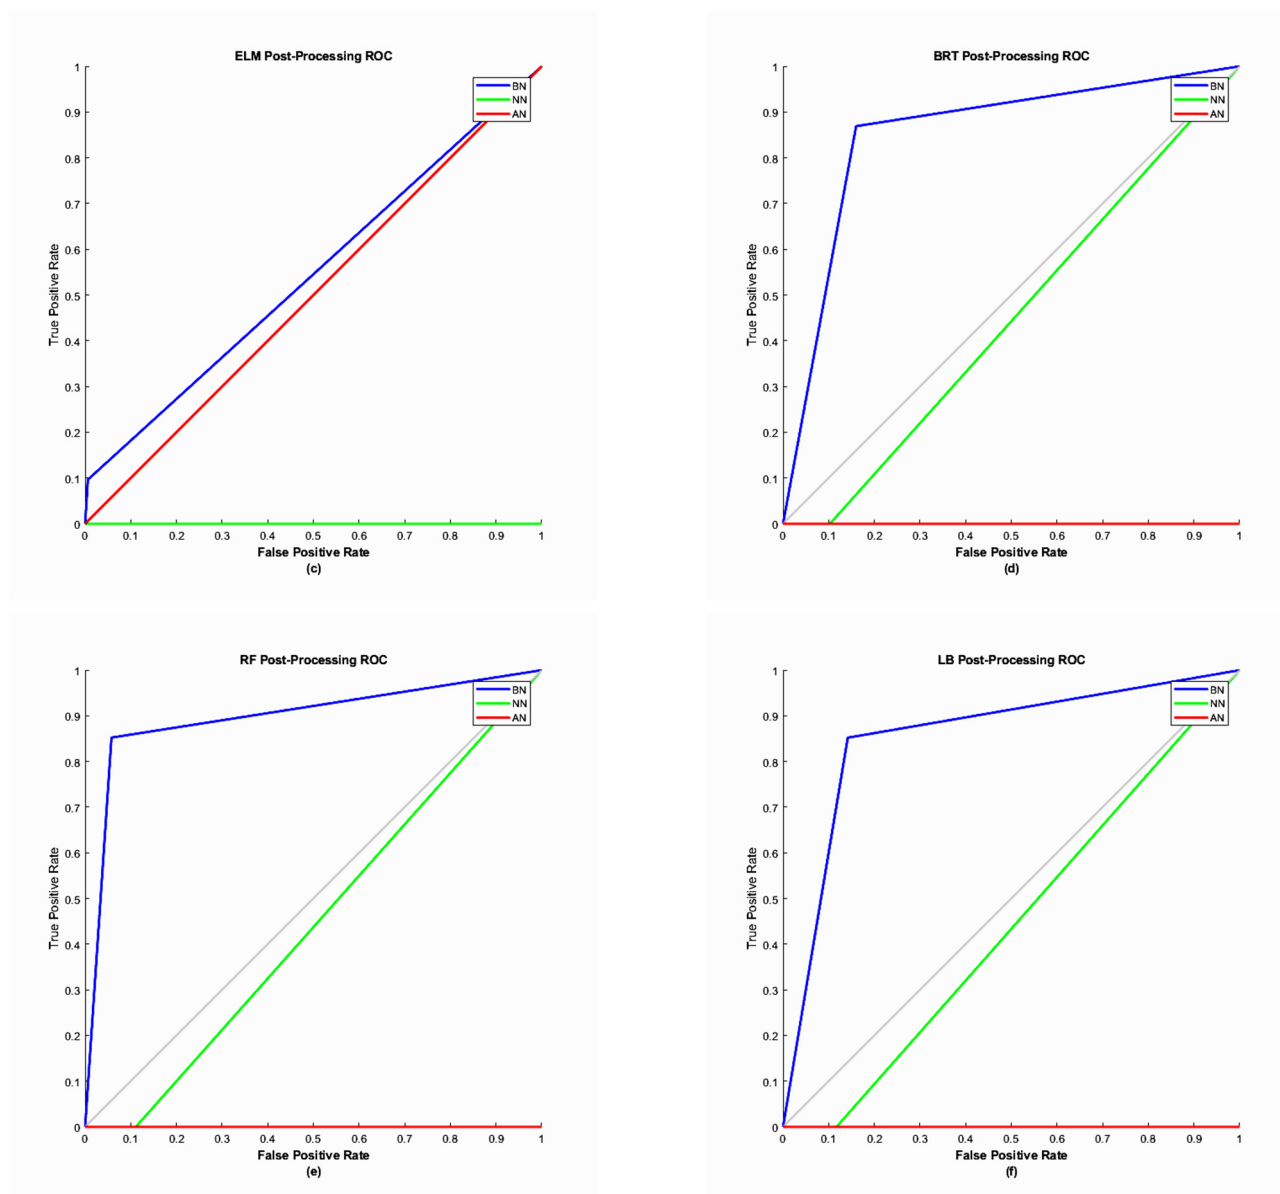 ELM Post-Processing ROC
BN
NN
AN
True Positive Rate
1
0.9
0.8
0.7
0.6
0.5
0.4
0.3
0.2
0.1
0
0 0.1 0.2 0.3 0.4 0.5 0.6 0.7 0.8 0.9 1
False Positive Rate
(c)
BRT Post-Processing ROC
BN
NN
AN
True Positive Rate
1
0.9
0.8
0.7
0.6
0.5
0.4
0.3
0.2
0.1
0
0 0.1 0.2 0.3 0.4 0.5 0.6 0.7 0.8 0.9 1
False Positive Rate
(d)
RF Post-Processing ROC
BN
NN
AN
True Positive Rate
1
0.9
0.8
0.7
0.6
0.5
0.4
0.3
0.2
0.1
0
0 0.1 0.2 0.3 0.4 0.5 0.6 0.7 0.8 0.9 1
False Positive Rate
(e)
LB Post-Processing ROC
BN
NN
AN
True Positive Rate
1
0.9
0.8
0.7
0.6
0.5
0.4
0.3
0.2
0.1
0
0 0.1 0.2 0.3 0.4 0.5 0.6 0.7 0.8 0.9 1
False Positive Rate
(f)